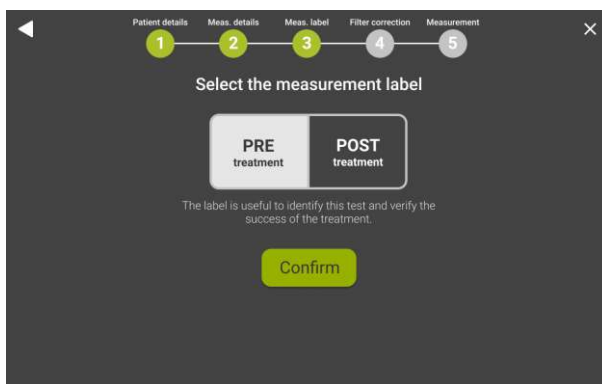 Patient details Meas. details Meas. label Filter correction Measurement
1 2 3 4 5
Select the measurement label
PRE POST
treatment treatment
The label is useful to identify this test and verify the
success of the treatment.
Confirm